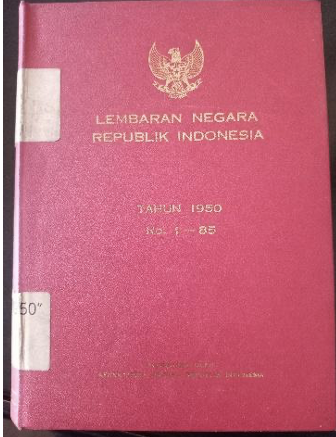 LEMBARAN NEGARA
REPUBLIK INDONESIA
TAHUN 1950
No. 1 — 85
50"